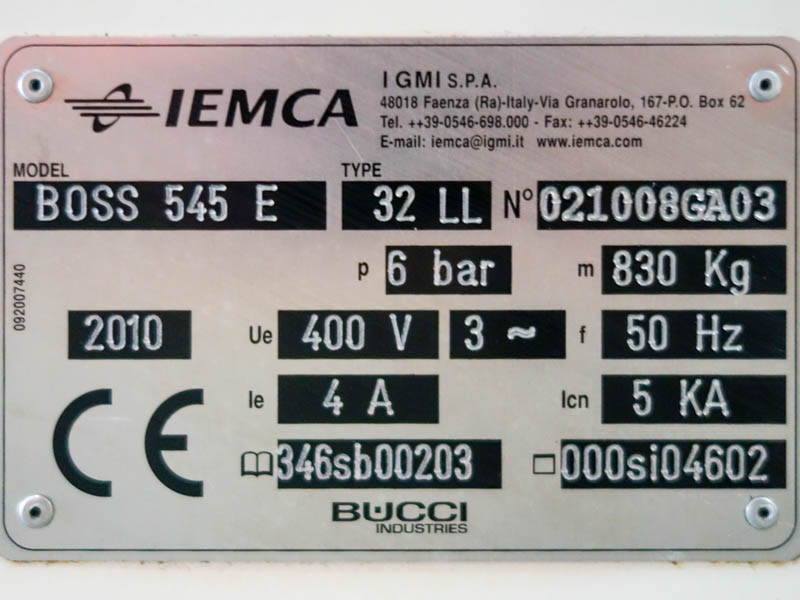 IEMCA
IGMI S.P.A.
48018 Faenza (Ra)-Italy-Via Granarolo, 167-P.O. Box 62
Tel. ++39-0546-698.000 - Fax: ++39-0546-46224
E-mail: iemca@igmi.it www.iemca.com
MODEL TYPE
BOSS 545 E 32 LL N° 021008GA03
p 6 bar m 830 Kg
092007440
2010 Ue 400 V 3 ~ f 50 Hz
Ie 4 A Icn 5 KA
CE
346sb00203 000si04602
BUCCI
INDUSTRIES